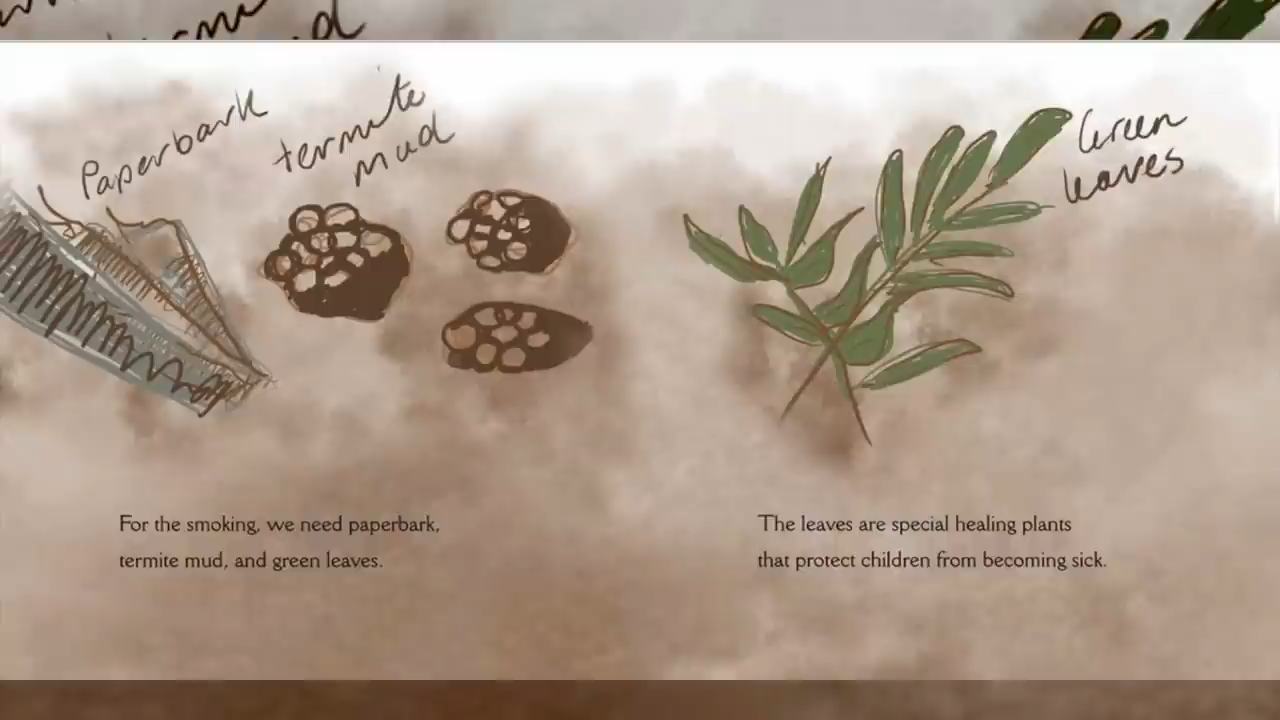 Paperbark
termite
mud
Green
leaves
For the smoking, we need paperbark,
termite mud, and green leaves.
The leaves are special healing plants
that protect children from becoming sick.